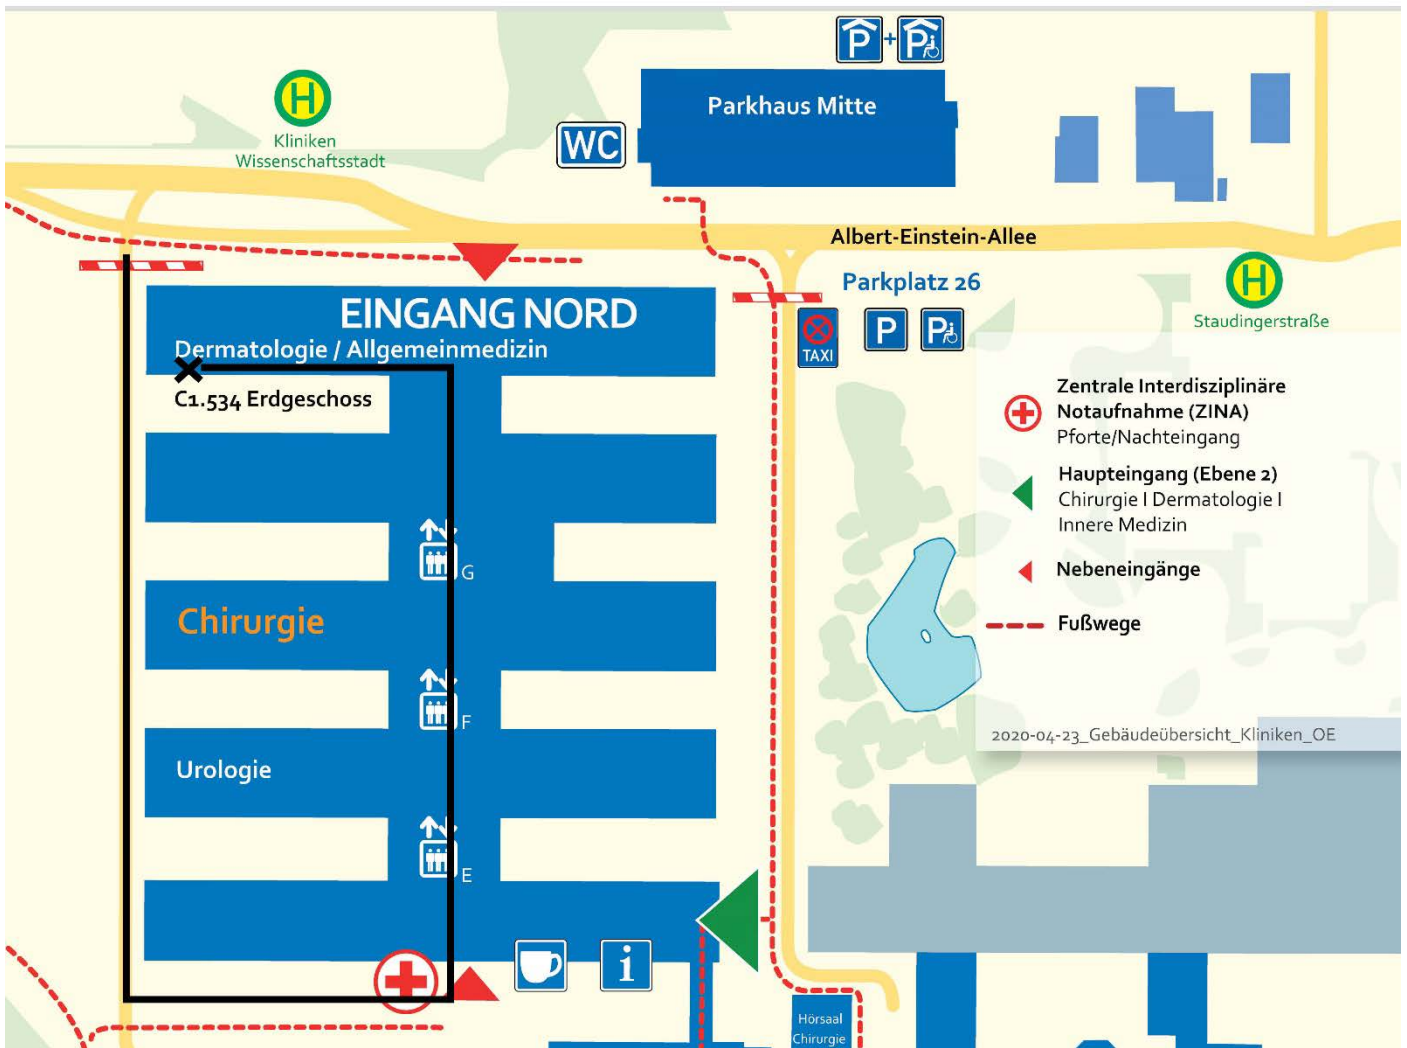 P
+
P
Parkhaus Mitte
H
Kliniken
Wissenschaftsstadt
WC
Albert-Einstein-Allee
Parkplatz 26
H
Staudingerstraße
TAXI
P
P
EINGANG NORD
Dermatologie / Allgemeinmedizin
C1.534 Erdgeschoss
Zentrale Interdisziplinäre
Notaufnahme (ZINA)
Pforte/Nachteingang
Haupteingang (Ebene 2)
Chirurgie I Dermatologie I
Innere Medizin
Nebeneingänge
Fußwege
2020-04-23_Gebäudeübersicht_Kliniken_OE
G
Chirurgie
F
Urologie
E
i
Hörsaal
Chirurgie